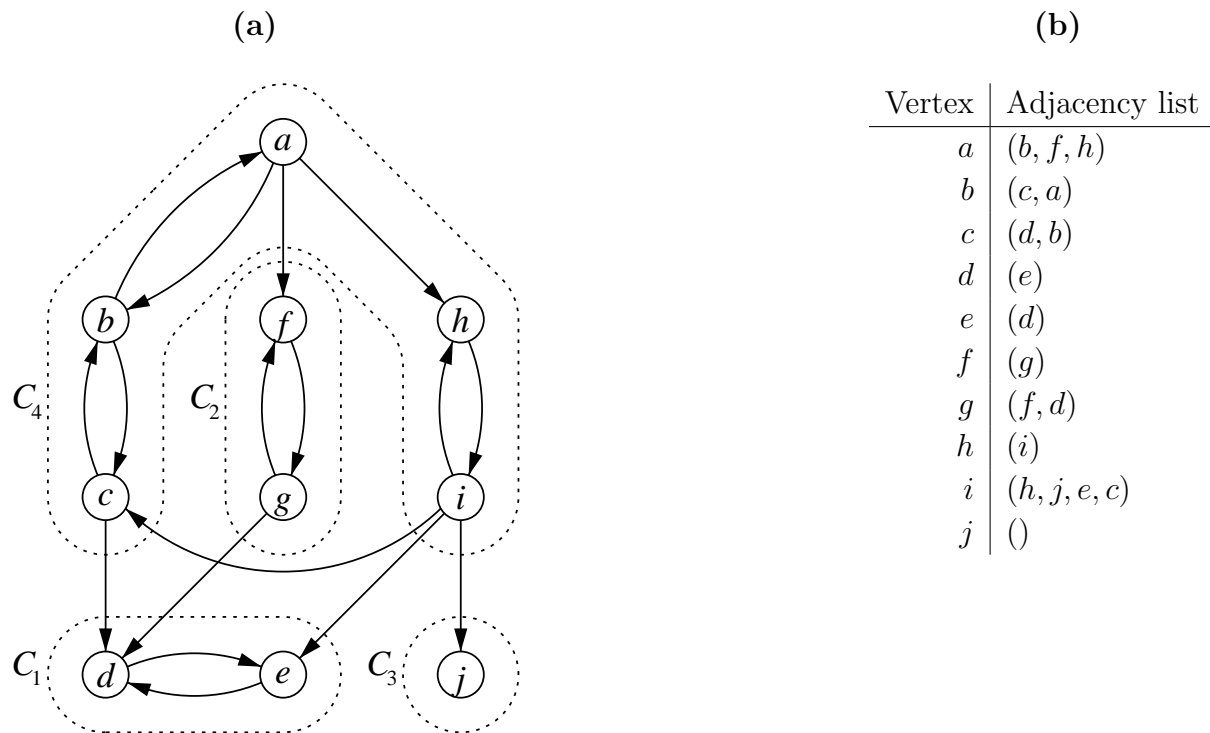 (a)
a
b f h
C4 C2
c g i
C1 d e C3 j
(b)
Vertex Adjacency list
a (b, f, h)
b (c, a)
c (d, b)
d (e)
e (d)
f (g)
g (f, d)
h (i)
i (h, j, e, c)
j ()